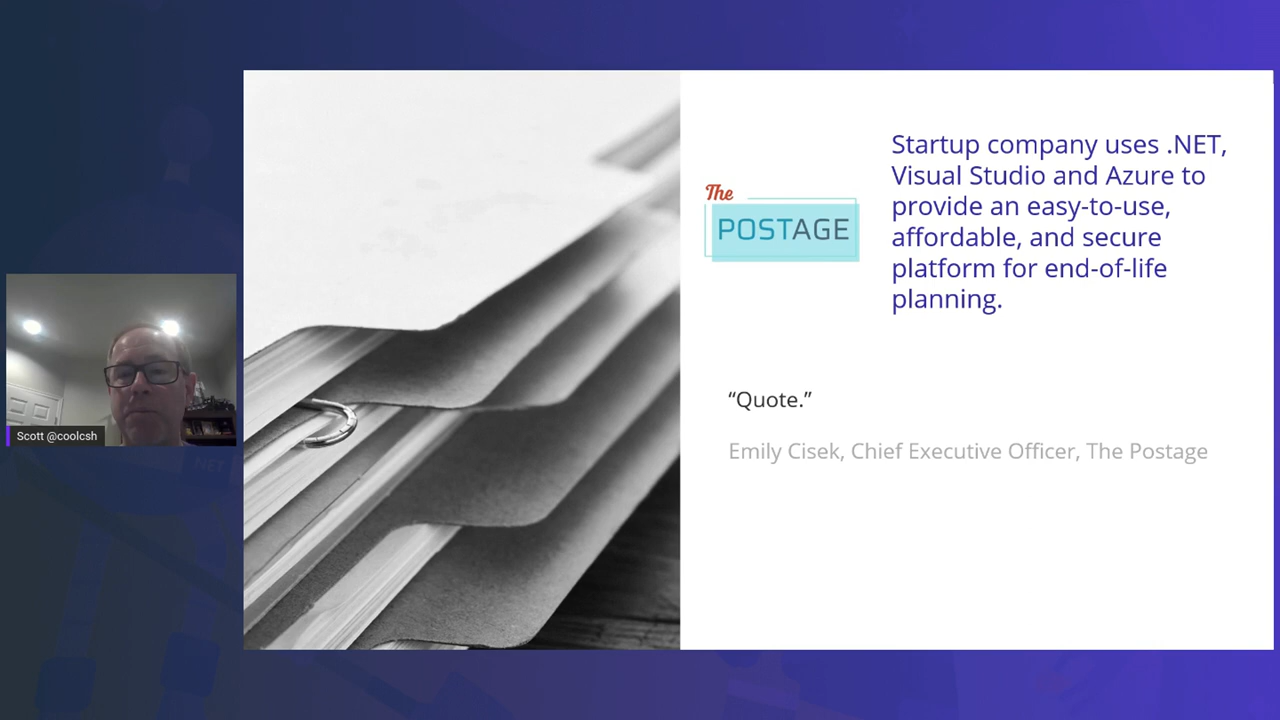 Startup company uses .NET,
Visual Studio and Azure to
provide an easy-to-use,
affordable, and secure
platform for end-of-life
planning.
The
POSTAGE
“Quote.”
Emily Cisek, Chief Executive Officer, The Postage
Scott @coolcsh
.NET